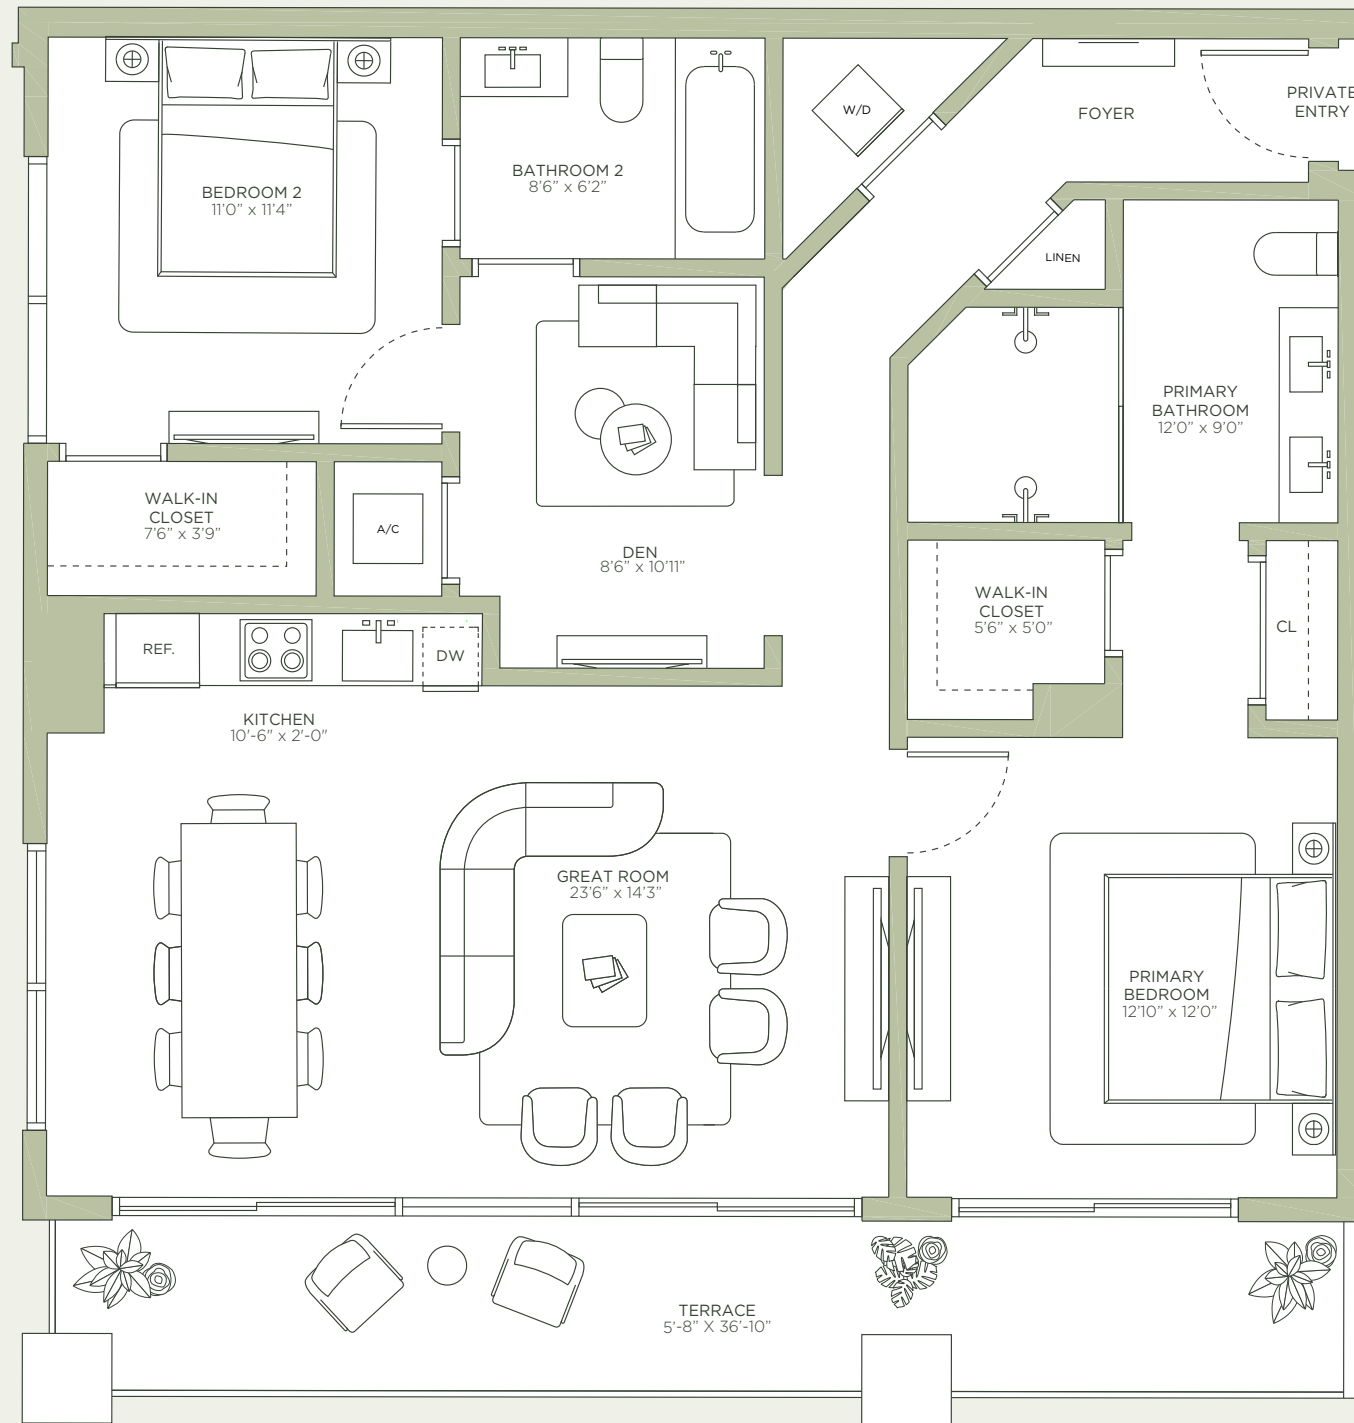 PRIVATE
ENTRY
FOYER
W/D
BATHROOM 2
8'6" x 6'2"
BEDROOM 2
11'0" x 11'4"
LINEN
PRIMARY
BATHROOM
12'0" x 9'0"
WALK-IN
CLOSET
7'6" x 3'9"
A/C
DEN
8'6" x 10'11"
WALK-IN
CLOSET
5'6" x 5'0"
CL
REF.
DW
KITCHEN
10'-6" x 2'-0"
GREAT ROOM
23'6" x 14'3"
PRIMARY
BEDROOM
12'10" x 12'0"
TERRACE
5'-8" X 36'-10"